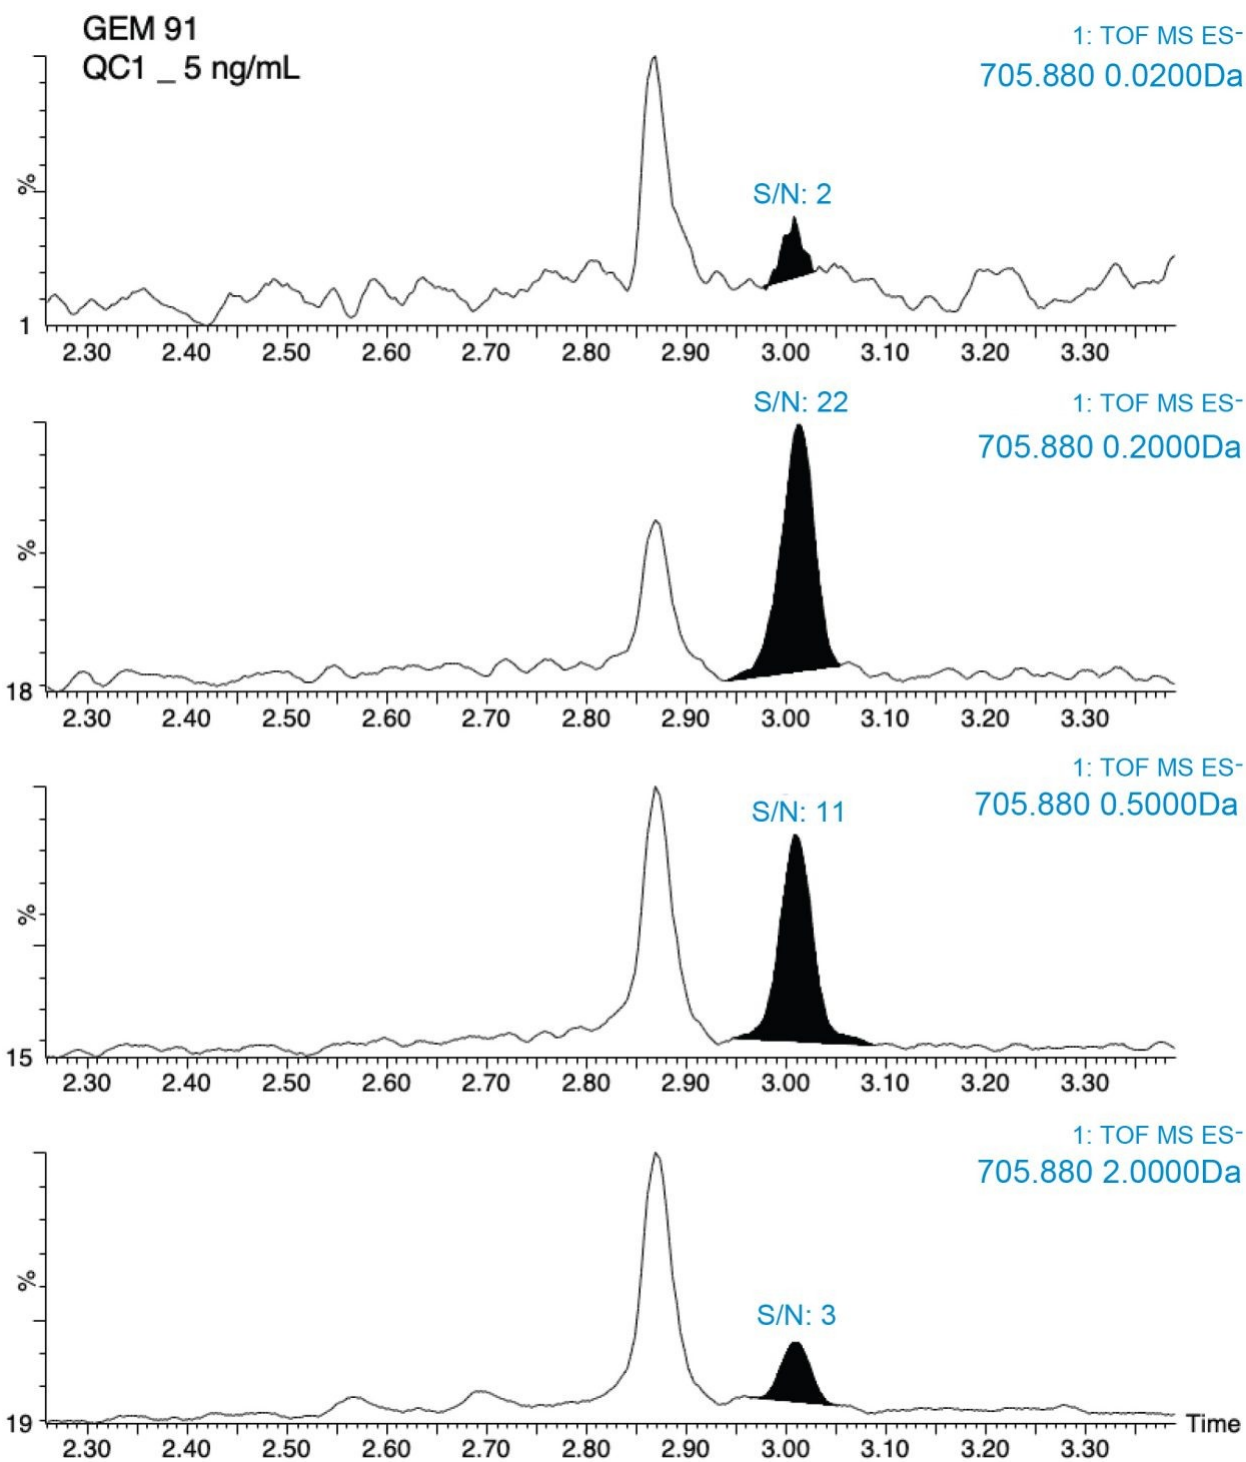 GEM 91
QC1 _ 5 ng/mL
1: TOF MS ES-
705.880 0.0200Da
S/N: 2
%
1
2.30 2.40 2.50 2.60 2.70 2.80 2.90 3.00 3.10 3.20 3.30
S/N: 22
1: TOF MS ES-
705.880 0.2000Da
%
18
2.30 2.40 2.50 2.60 2.70 2.80 2.90 3.00 3.10 3.20 3.30
1: TOF MS ES-
705.880 0.5000Da
S/N: 11
%
15
2.30 2.40 2.50 2.60 2.70 2.80 2.90 3.00 3.10 3.20 3.30
1: TOF MS ES-
705.880 2.0000Da
S/N: 3
%
19
Time
2.30 2.40 2.50 2.60 2.70 2.80 2.90 3.00 3.10 3.20 3.30